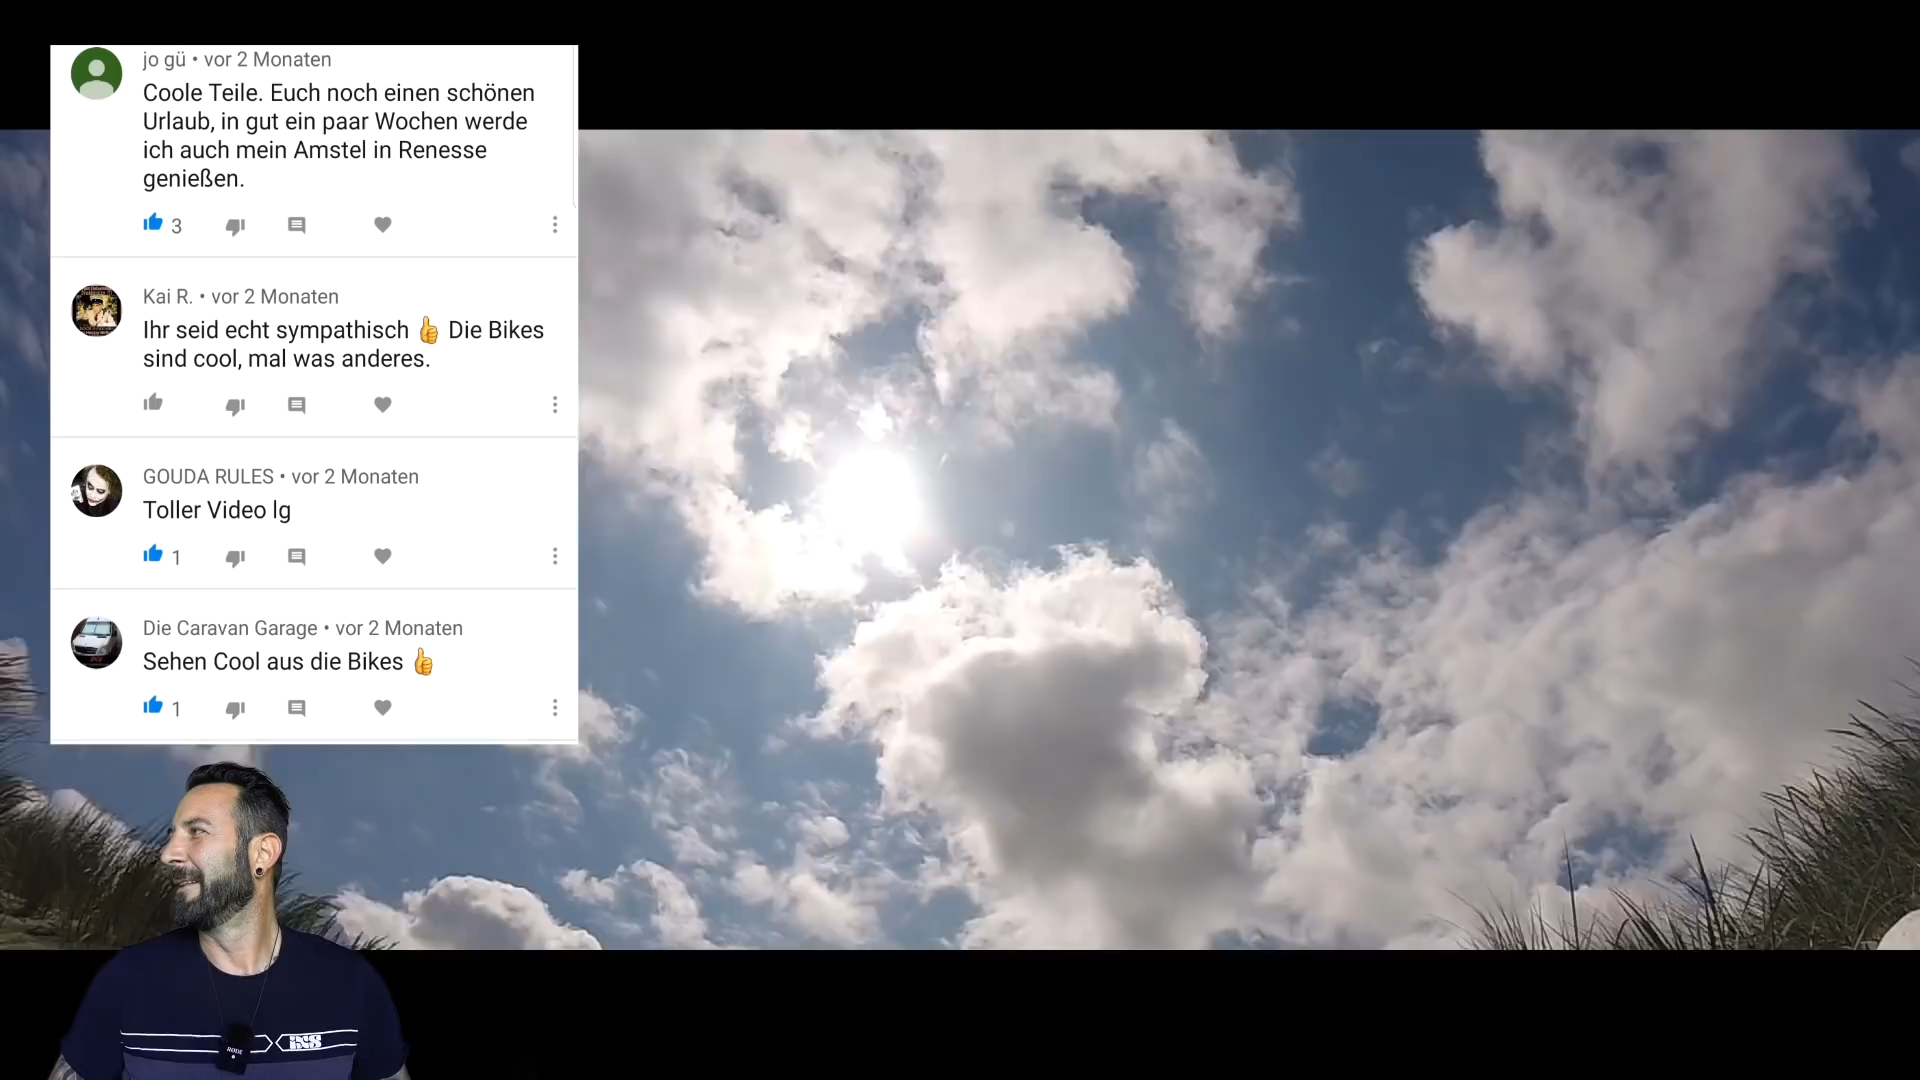 jo gü • vor 2 Monaten
Coole Teile. Euch noch einen schönen
Urlaub, in gut ein paar Wochen werde
ich auch mein Amstel in Renesse
genießen.
3
Kai R. • vor 2 Monaten
Ihr seid echt sympathisch 👍 Die Bikes
sind cool, mal was anderes.
GOUDA RULES • vor 2 Monaten
Toller Video lg
1
Die Caravan Garage • vor 2 Monaten
Sehen Cool aus die Bikes 👍
1
RODE
iXS